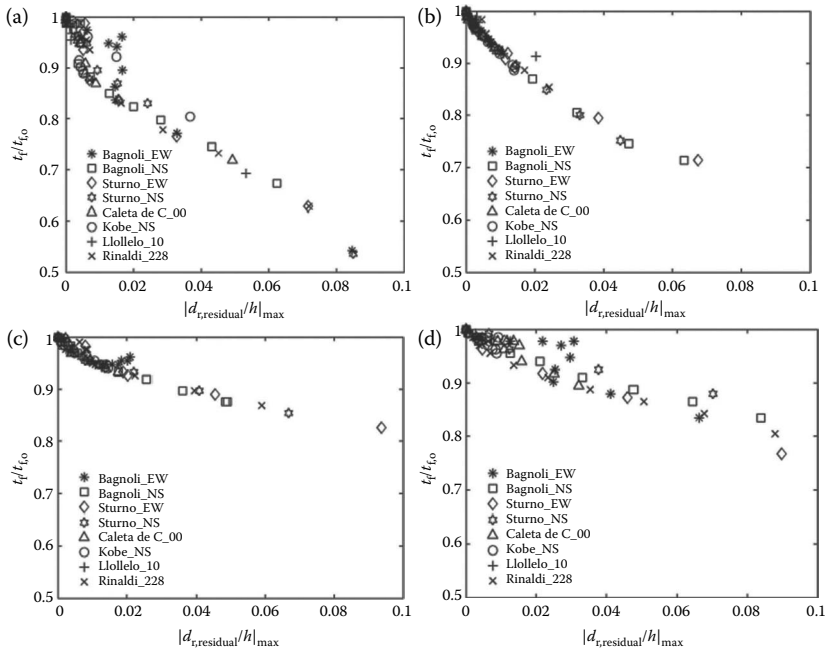 (a)
1
0.9
0.8
0.7
0.6
0.5
t_f/t_f,o
Bagnoli_EW
Bagnoli_NS
Sturno_EW
Sturno_NS
Caleta de C_00
Kobe_NS
Llollelo_10
Rinaldi_228
0 0.02 0.04 0.06 0.08 0.1
|d_r,residual/h|_max
(b)
1
0.9
0.8
0.7
0.6
0.5
t_f/t_f,o
Bagnoli_EW
Bagnoli_NS
Sturno_EW
Sturno_NS
Caleta de C_00
Kobe_NS
Llollelo_10
Rinaldi_228
0 0.02 0.04 0.06 0.08 0.1
|d_r,residual/h|_max
(c)
1
0.9
0.8
0.7
0.6
0.5
t_f/t_f,o
Bagnoli_EW
Bagnoli_NS
Sturno_EW
Sturno_NS
Caleta de C_00
Kobe_NS
Llollelo_10
Rinaldi_228
0 0.02 0.04 0.06 0.08 0.1
|d_r,residual/h|_max
(d)
1
0.9
0.8
0.7
0.6
0.5
t_f/t_f,o
Bagnoli_EW
Bagnoli_NS
Sturno_EW
Sturno_NS
Caleta de C_00
Kobe_NS
Llollelo_10
Rinaldi_228
0 0.02 0.04 0.06 0.08 0.1
|d_r,residual/h|_max